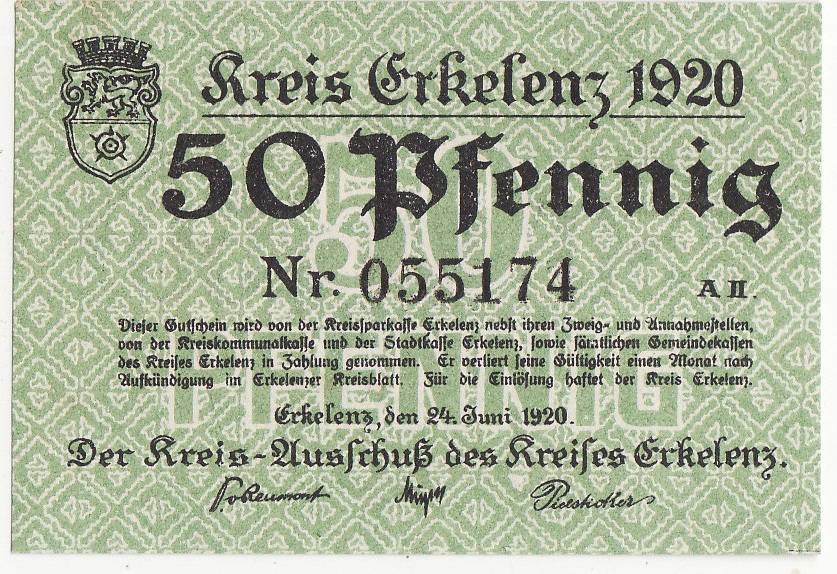 Kreis Erkelenz 1920
50 Pfennig
50
Nr. 055174 A II.
Dieser Gutschein wird von der Kreissparkasse Erkelenz nebst ihren Zweig- und Annahmestellen,
von der Kreiskommunalkasse und der Stadtkasse Erkelenz, sowie sämtlichen Gemeindekassen
des Kreises Erkelenz in Zahlung genommen. Er verliert seine Gültigkeit einen Monat nach
Aufkündigung im Erkelenzer Kreisblatt. Für die Einlösung haftet der Kreis Erkelenz.
PFENNIG
Erkelenz, den 24. Juni 1920.
Der Kreis-Ausschuß des Kreises Erkelenz.